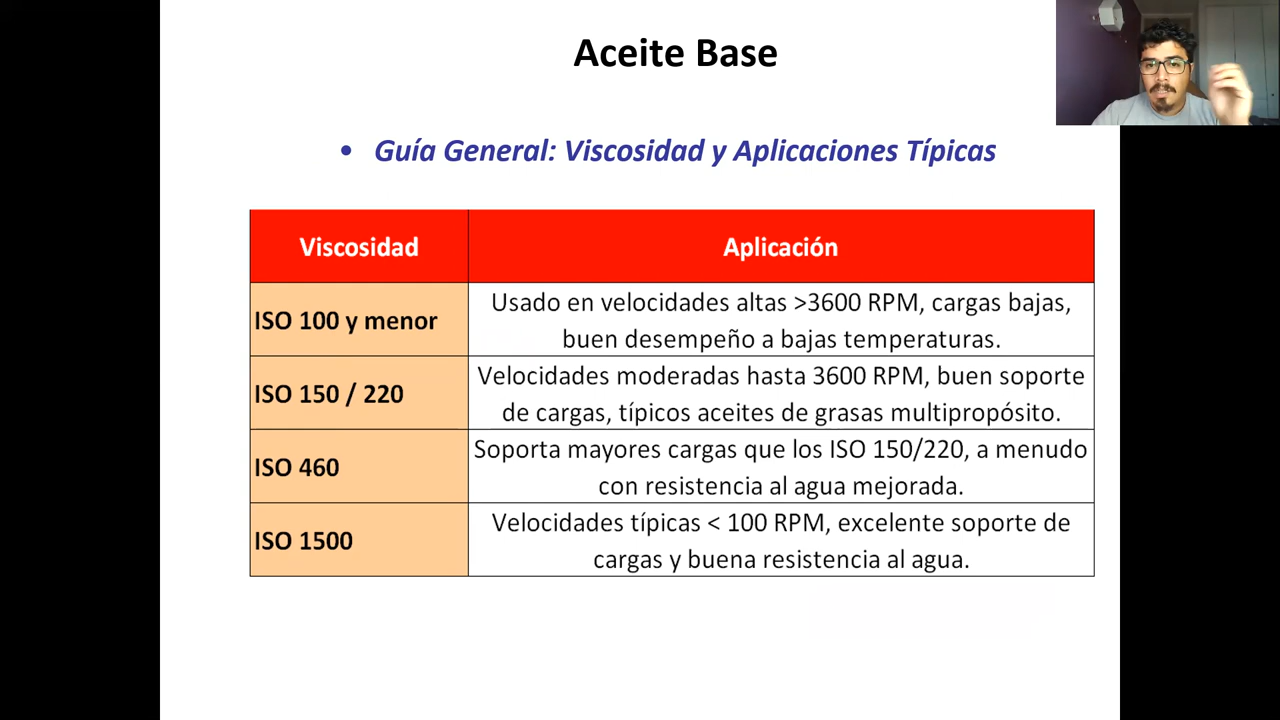 Aceite Base
• Guía General: Viscosidad y Aplicaciones Típicas
Viscosidad
Aplicación
ISO 100 y menor
Usado en velocidades altas >3600 RPM, cargas bajas,
buen desempeño a bajas temperaturas.
ISO 150 / 220
Velocidades moderadas hasta 3600 RPM, buen soporte
de cargas, típicos aceites de grasas multipropósito.
ISO 460
Soporta mayores cargas que los ISO 150/220, a menudo
con resistencia al agua mejorada.
ISO 1500
Velocidades típicas < 100 RPM, excelente soporte de
cargas y buena resistencia al agua.